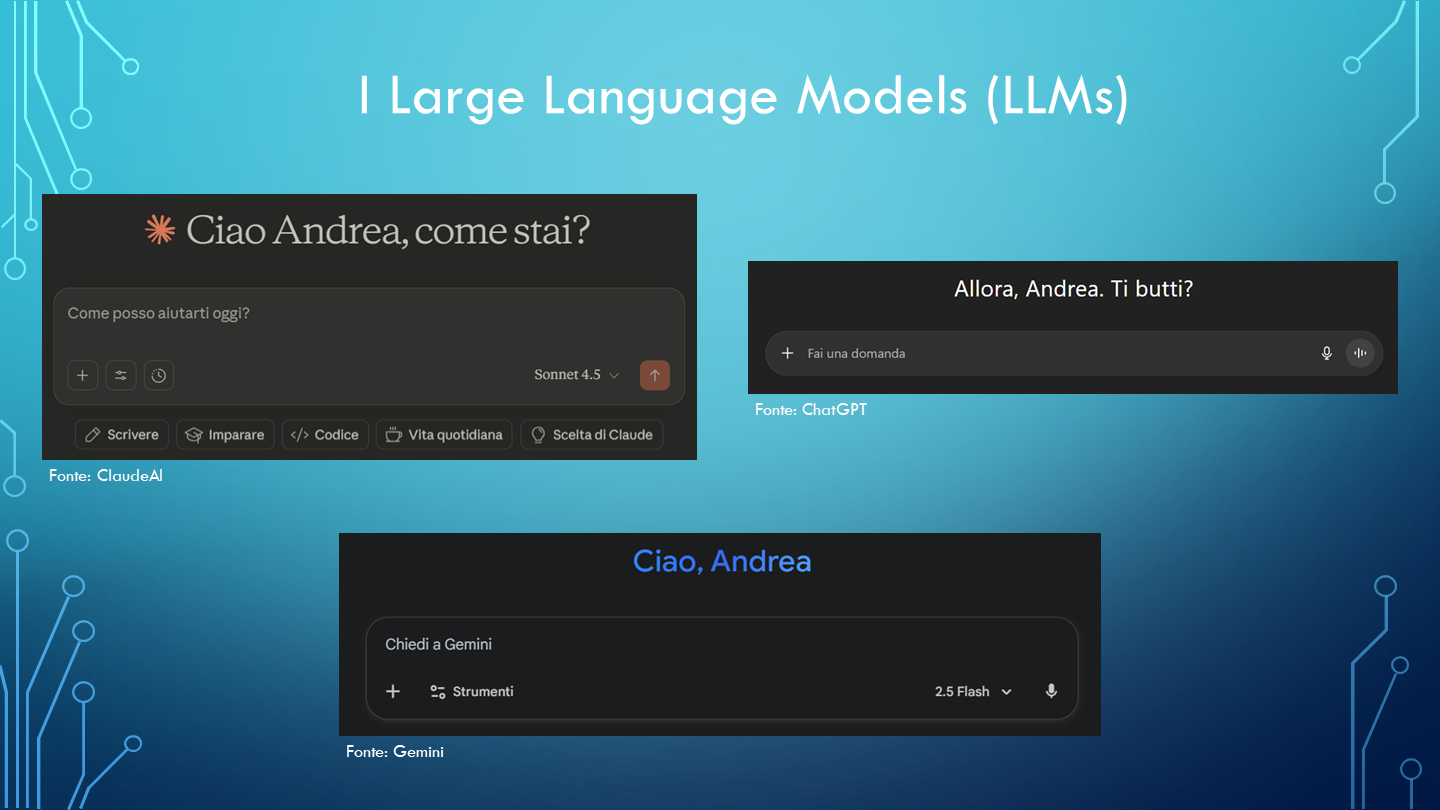 I Large Language Models (LLMs)
Ciao Andrea, come stai?
Come posso aiutarti oggi?
Sonnet 4.5
Scrivere Imparare Codice Vita quotidiana Scelta di Claude
Fonte: ClaudeAI
Allora, Andrea. Ti butti?
Fai una domanda
Fonte: ChatGPT
Ciao, Andrea
Chiedi a Gemini
Strumenti 2.5 Flash
Fonte: Gemini